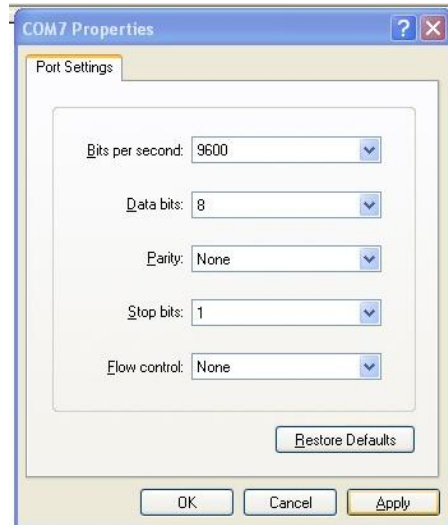 COM7 Properties
Port Settings
Bits per second: 9600
Data bits: 8
Parity: None
Stop bits: 1
Flow control: None
Restore Defaults
OK Cancel Apply